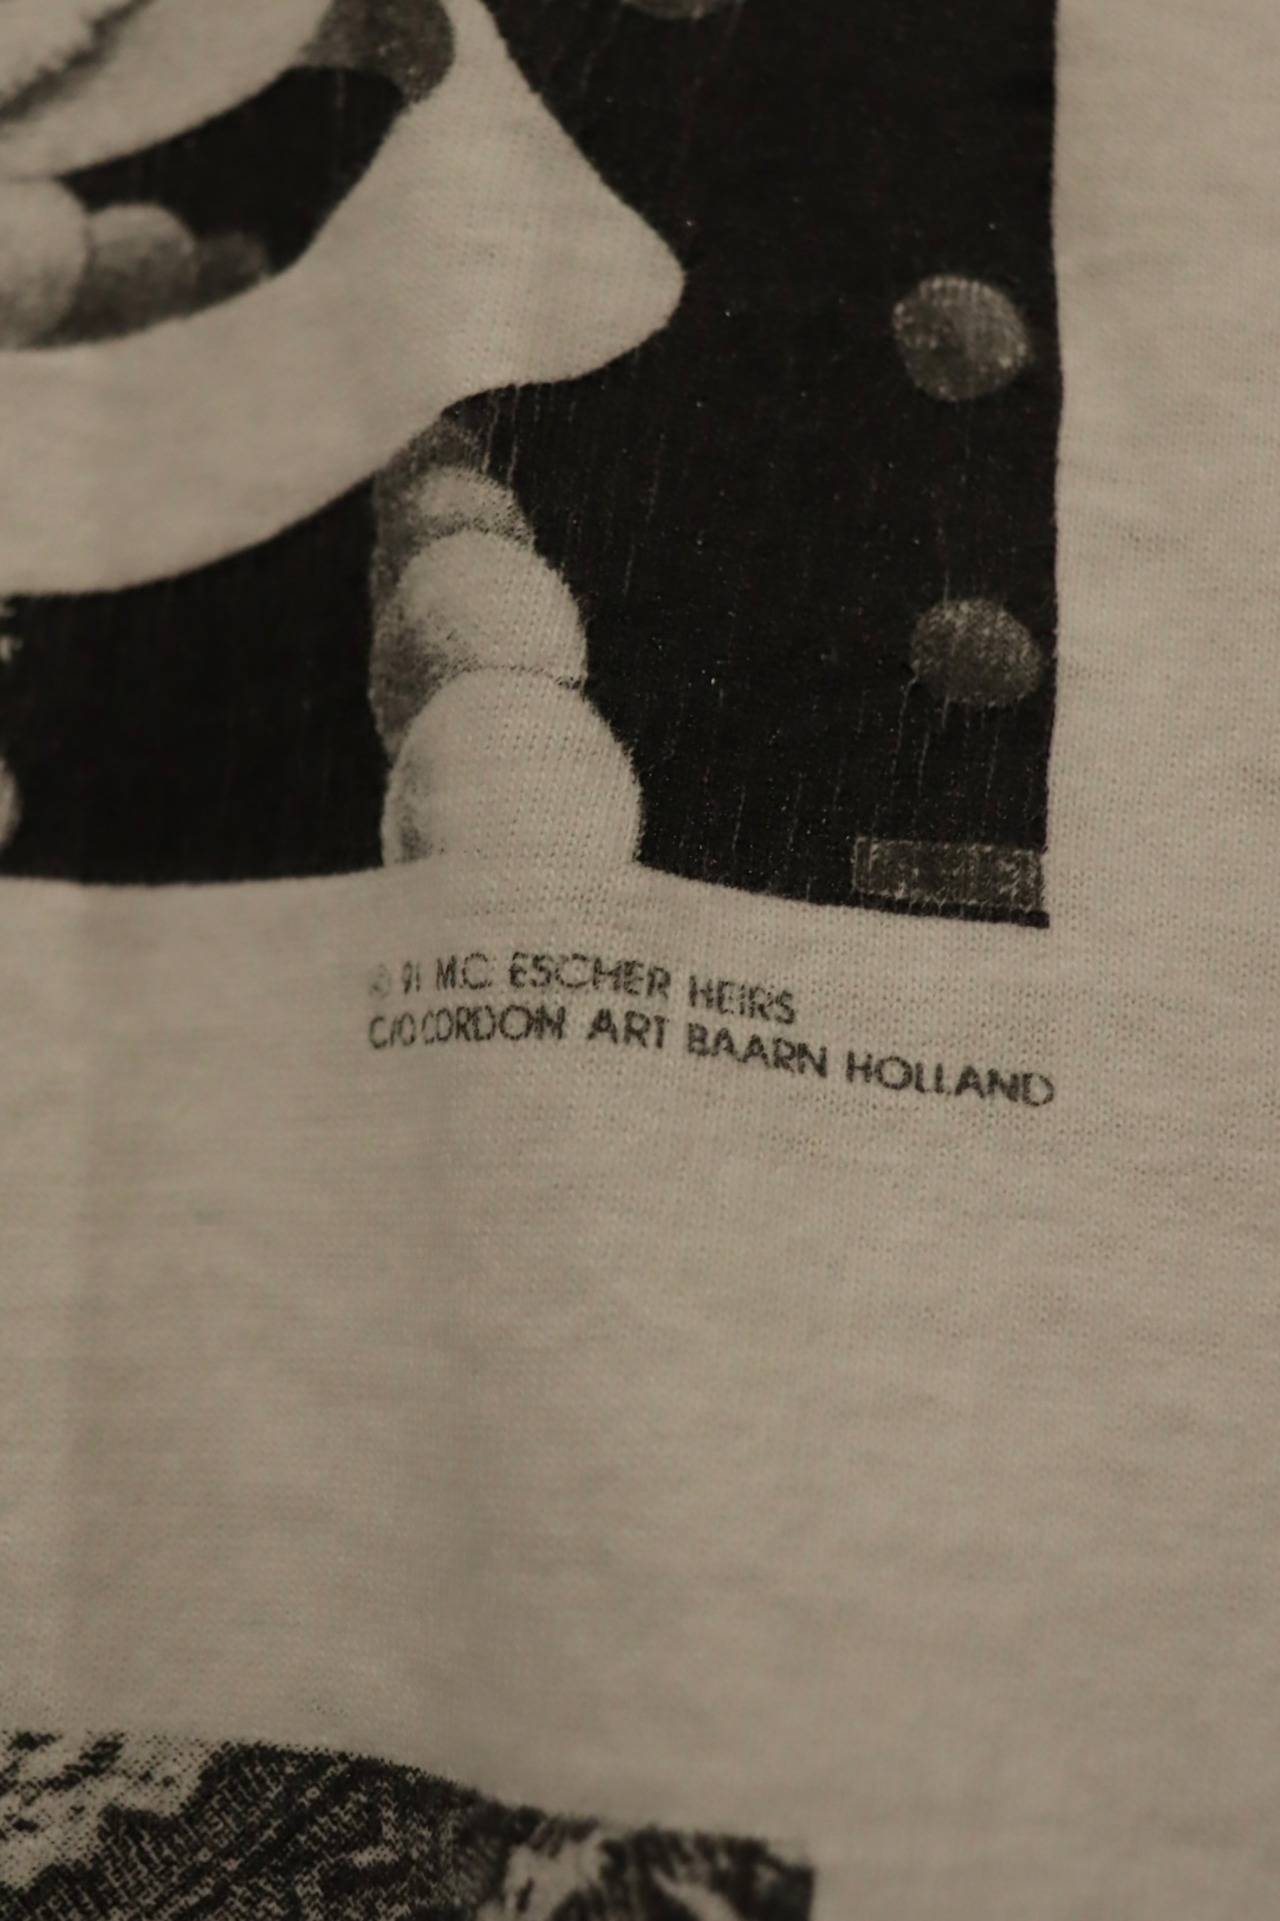 © 91 M.C. ESCHER HEIRS
C/O CORDON ART BAARN HOLLAND